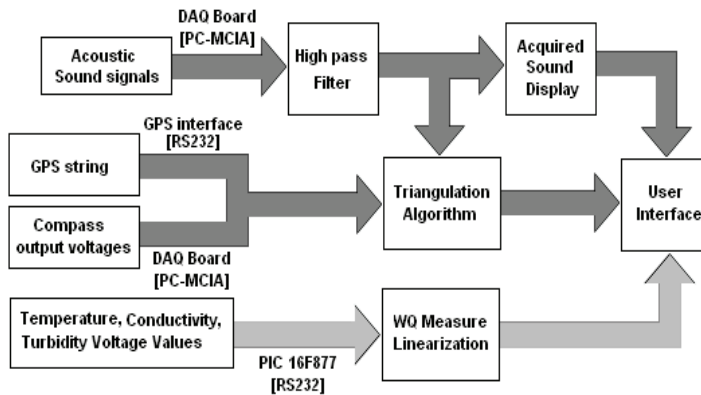 DAQ Board
[PC-MCIA]
Acoustic
Sound signals
High pass
Filter
Acquired
Sound
Display
GPS interface
[RS232]
GPS string
Triangulation
Algorithm
User
Interface
Compass
output voltages
DAQ Board
[PC-MCIA]
Temperature, Conductivity,
Turbidity Voltage Values
WQ Measure
Linearization
PIC 16F877
[RS232]